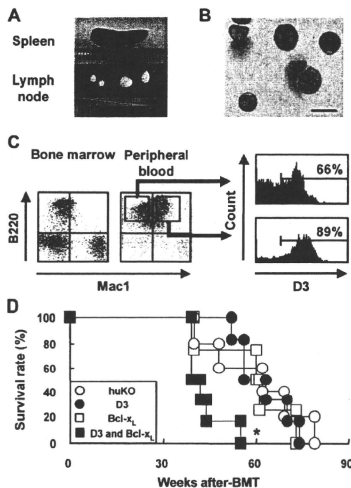 A
B
Spleen
Lymph
node
C
Bone marrow
Peripheral
blood
B220
Mac1
Count
66%
89%
D3
D
Survival rate (%)
100
80
60
40
20
0
huKO
D3
Bcl-xL
D3 and Bcl-xL
*
0
30
60
90
Weeks after-BMT